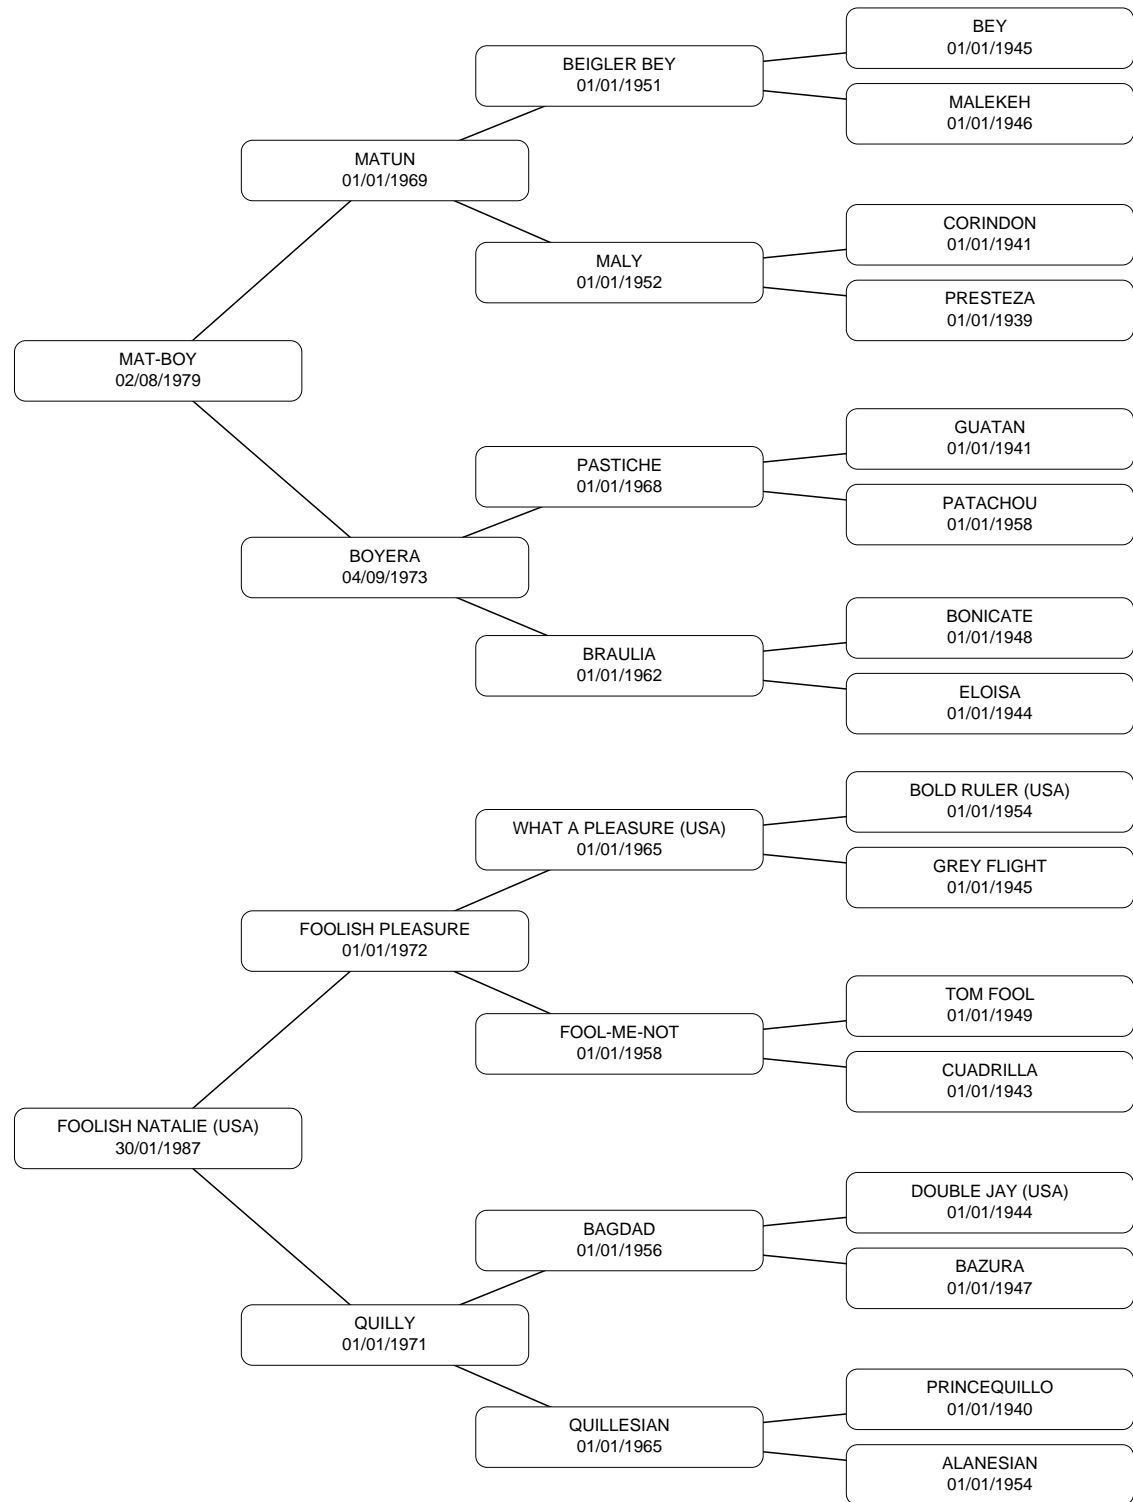 BEY
01/01/1945
BEIGLER BEY
01/01/1951
MALEKEH
01/01/1946
MATUN
01/01/1969
CORINDON
01/01/1941
MALY
01/01/1952
PRESTEZA
01/01/1939
MAT-BOY
02/08/1979
GUATAN
01/01/1941
PASTICHE
01/01/1968
PATACHOU
01/01/1958
BOYERA
04/09/1973
BONICATE
01/01/1948
BRAULIA
01/01/1962
ELOISA
01/01/1944
BOLD RULER (USA)
01/01/1954
WHAT A PLEASURE (USA)
01/01/1965
GREY FLIGHT
01/01/1945
FOOLISH PLEASURE
01/01/1972
TOM FOOL
01/01/1949
FOOL-ME-NOT
01/01/1958
CUADRILLA
01/01/1943
FOOLISH NATALIE (USA)
30/01/1987
DOUBLE JAY (USA)
01/01/1944
BAGDAD
01/01/1956
BAZURA
01/01/1947
QUILLY
01/01/1971
PRINCEQUILLO
01/01/1940
QUILLESIAN
01/01/1965
ALANESIAN
01/01/1954